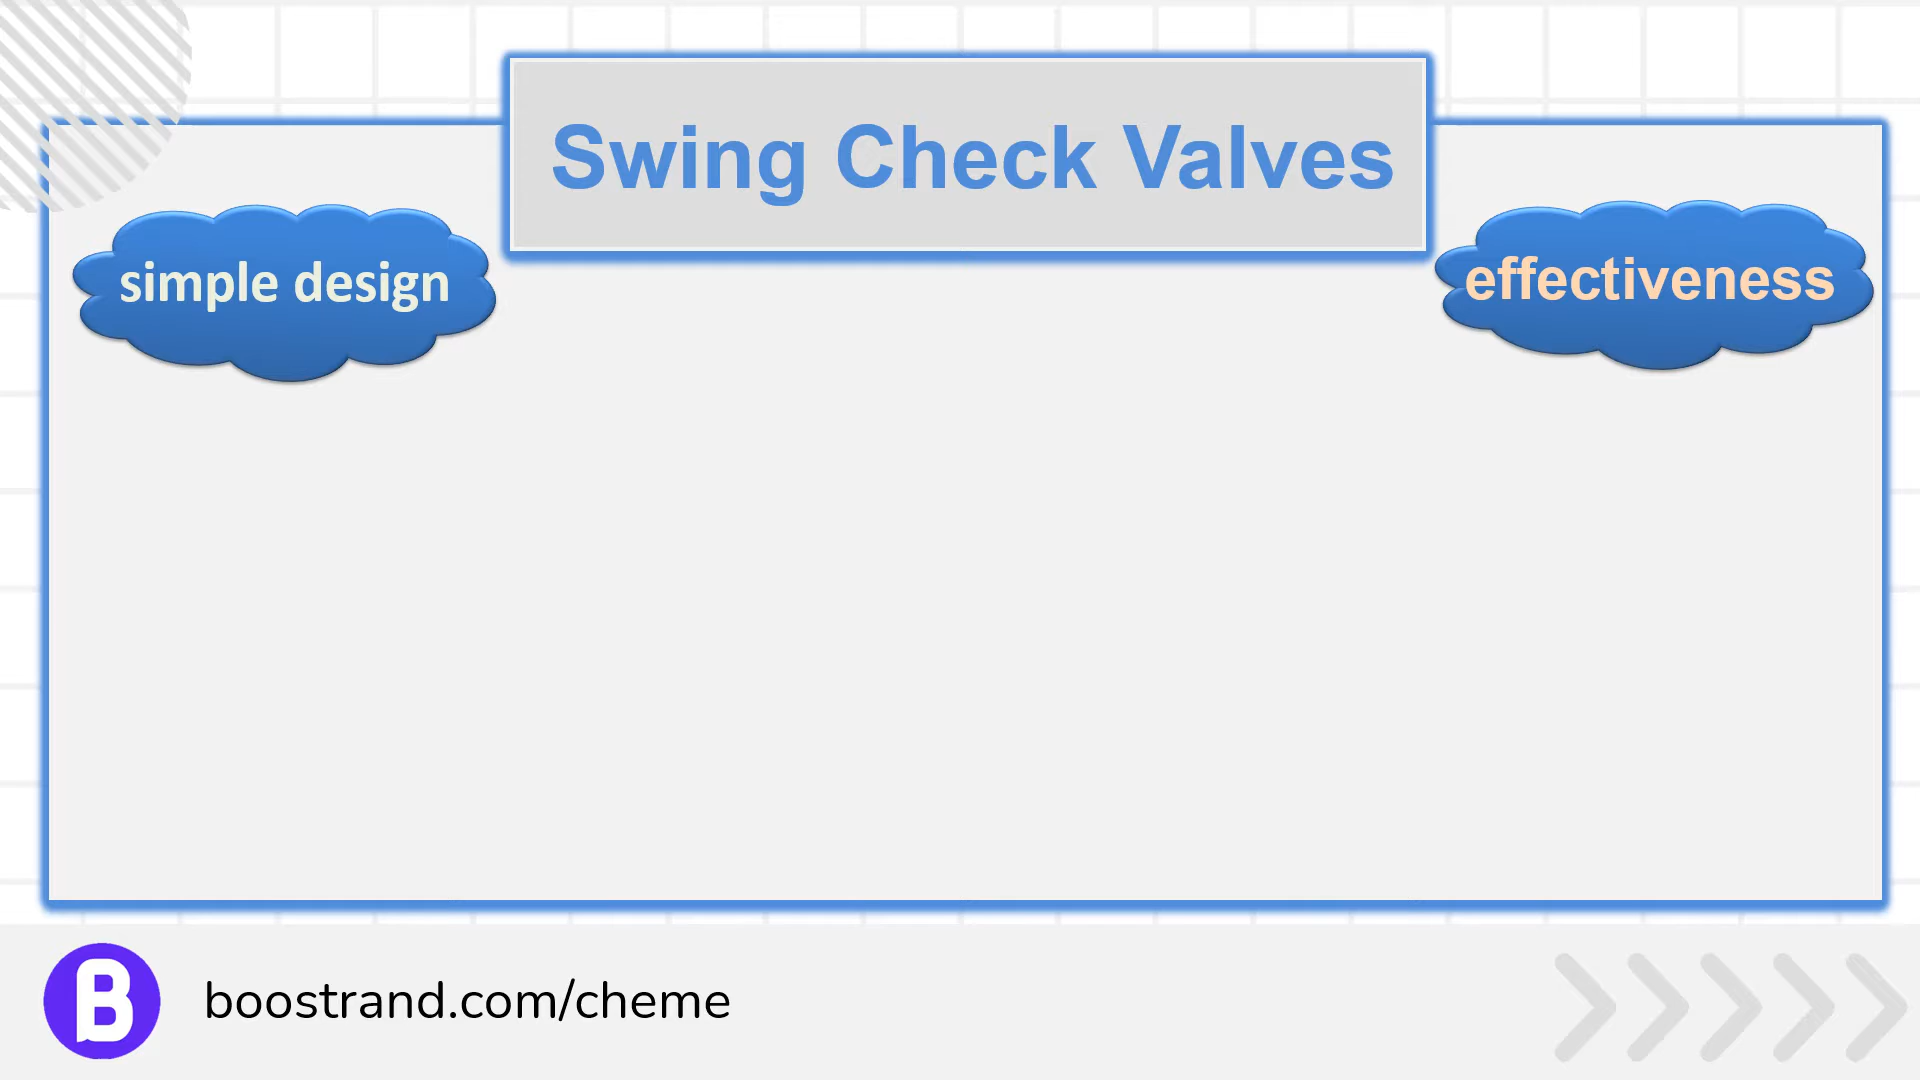 Swing Check Valves
simple design
effectiveness
B
boostrand.com/cheme